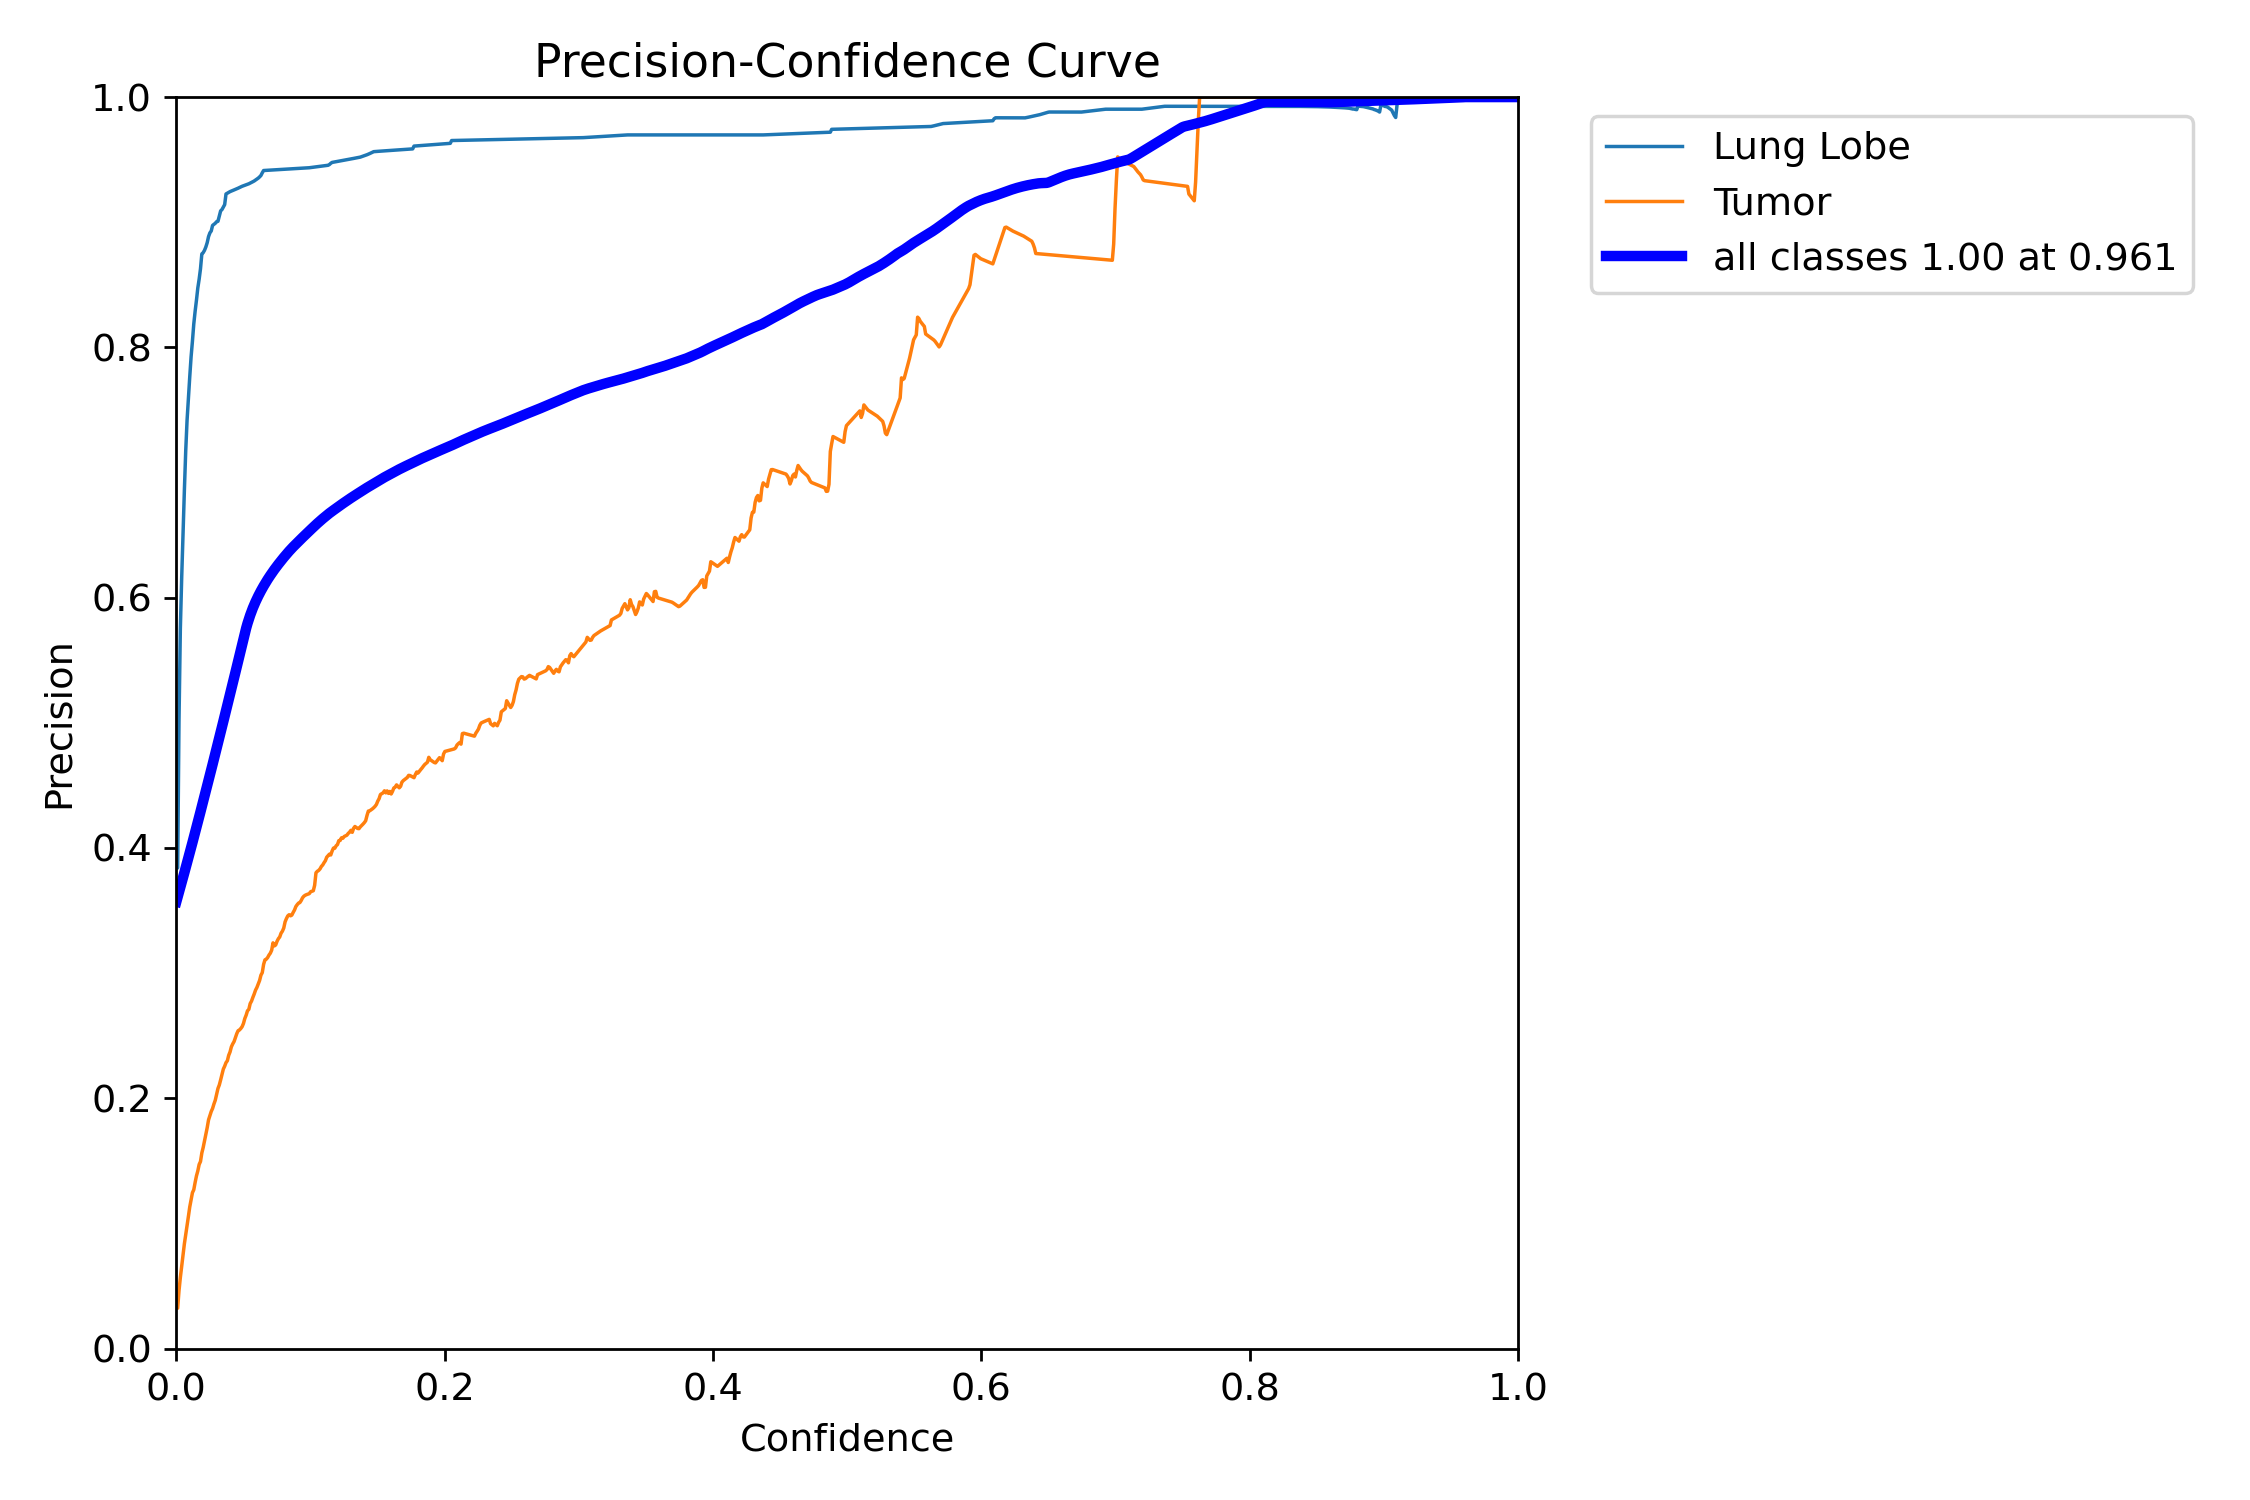 Precision-Confidence Curve
1.0
0.8
0.6
0.4
0.2
0.0
Precision
0.0 0.2 0.4 0.6 0.8 1.0
Confidence
Lung Lobe
Tumor
all classes 1.00 at 0.961